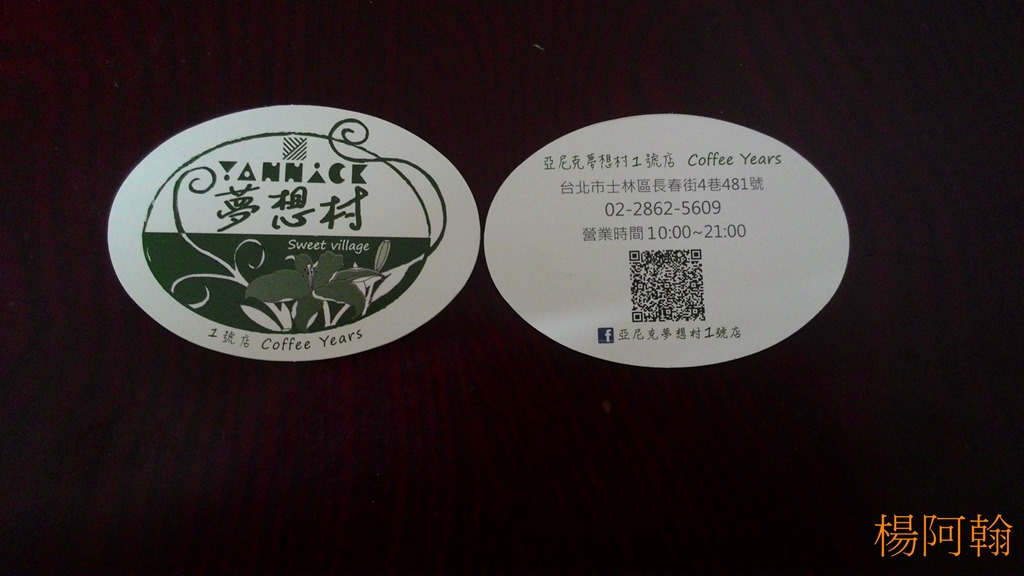 YANNICK
夢想村
Sweet village
1號店 Coffee Years
亞尼克夢想村1號店 Coffee Years
台北市士林區長春街4巷481號
02-2862-5609
營業時間10:00~21:00
f 亞尼克夢想村1號店
楊阿翰